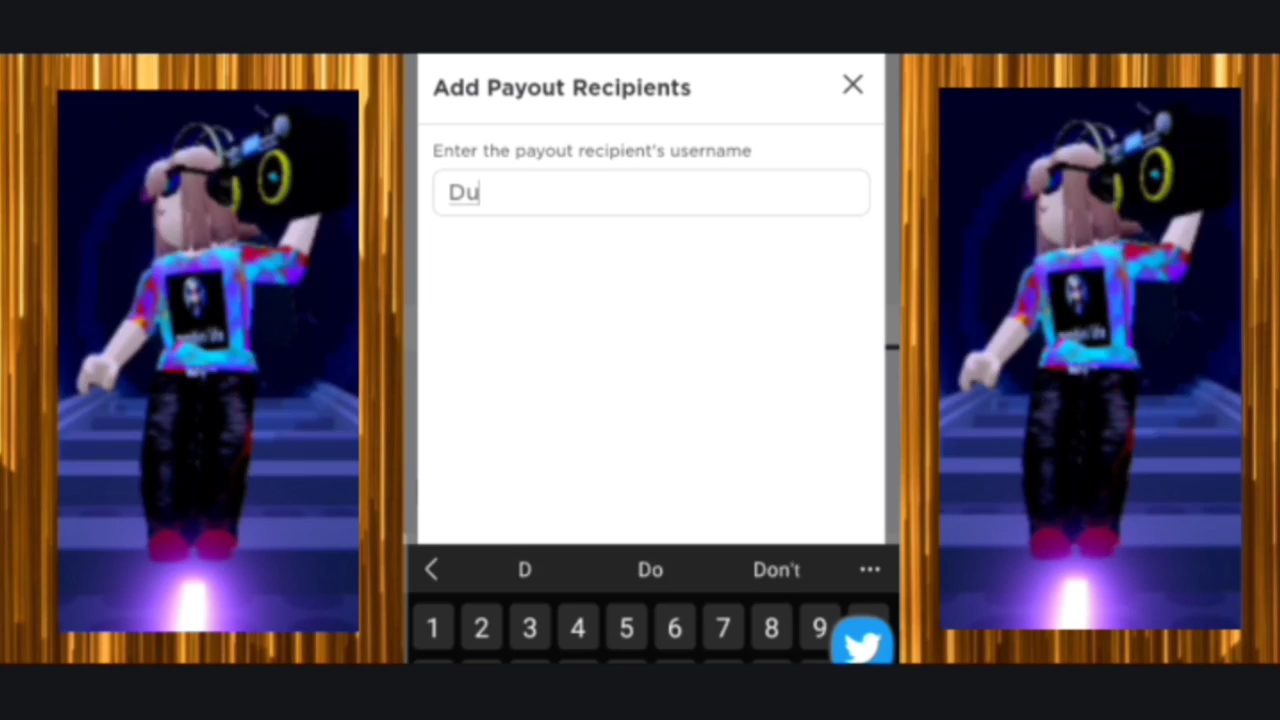 Add Payout Recipients
Enter the payout recipient's username
Du
D Do Don't
1 2 3 4 5 6 7 8 9